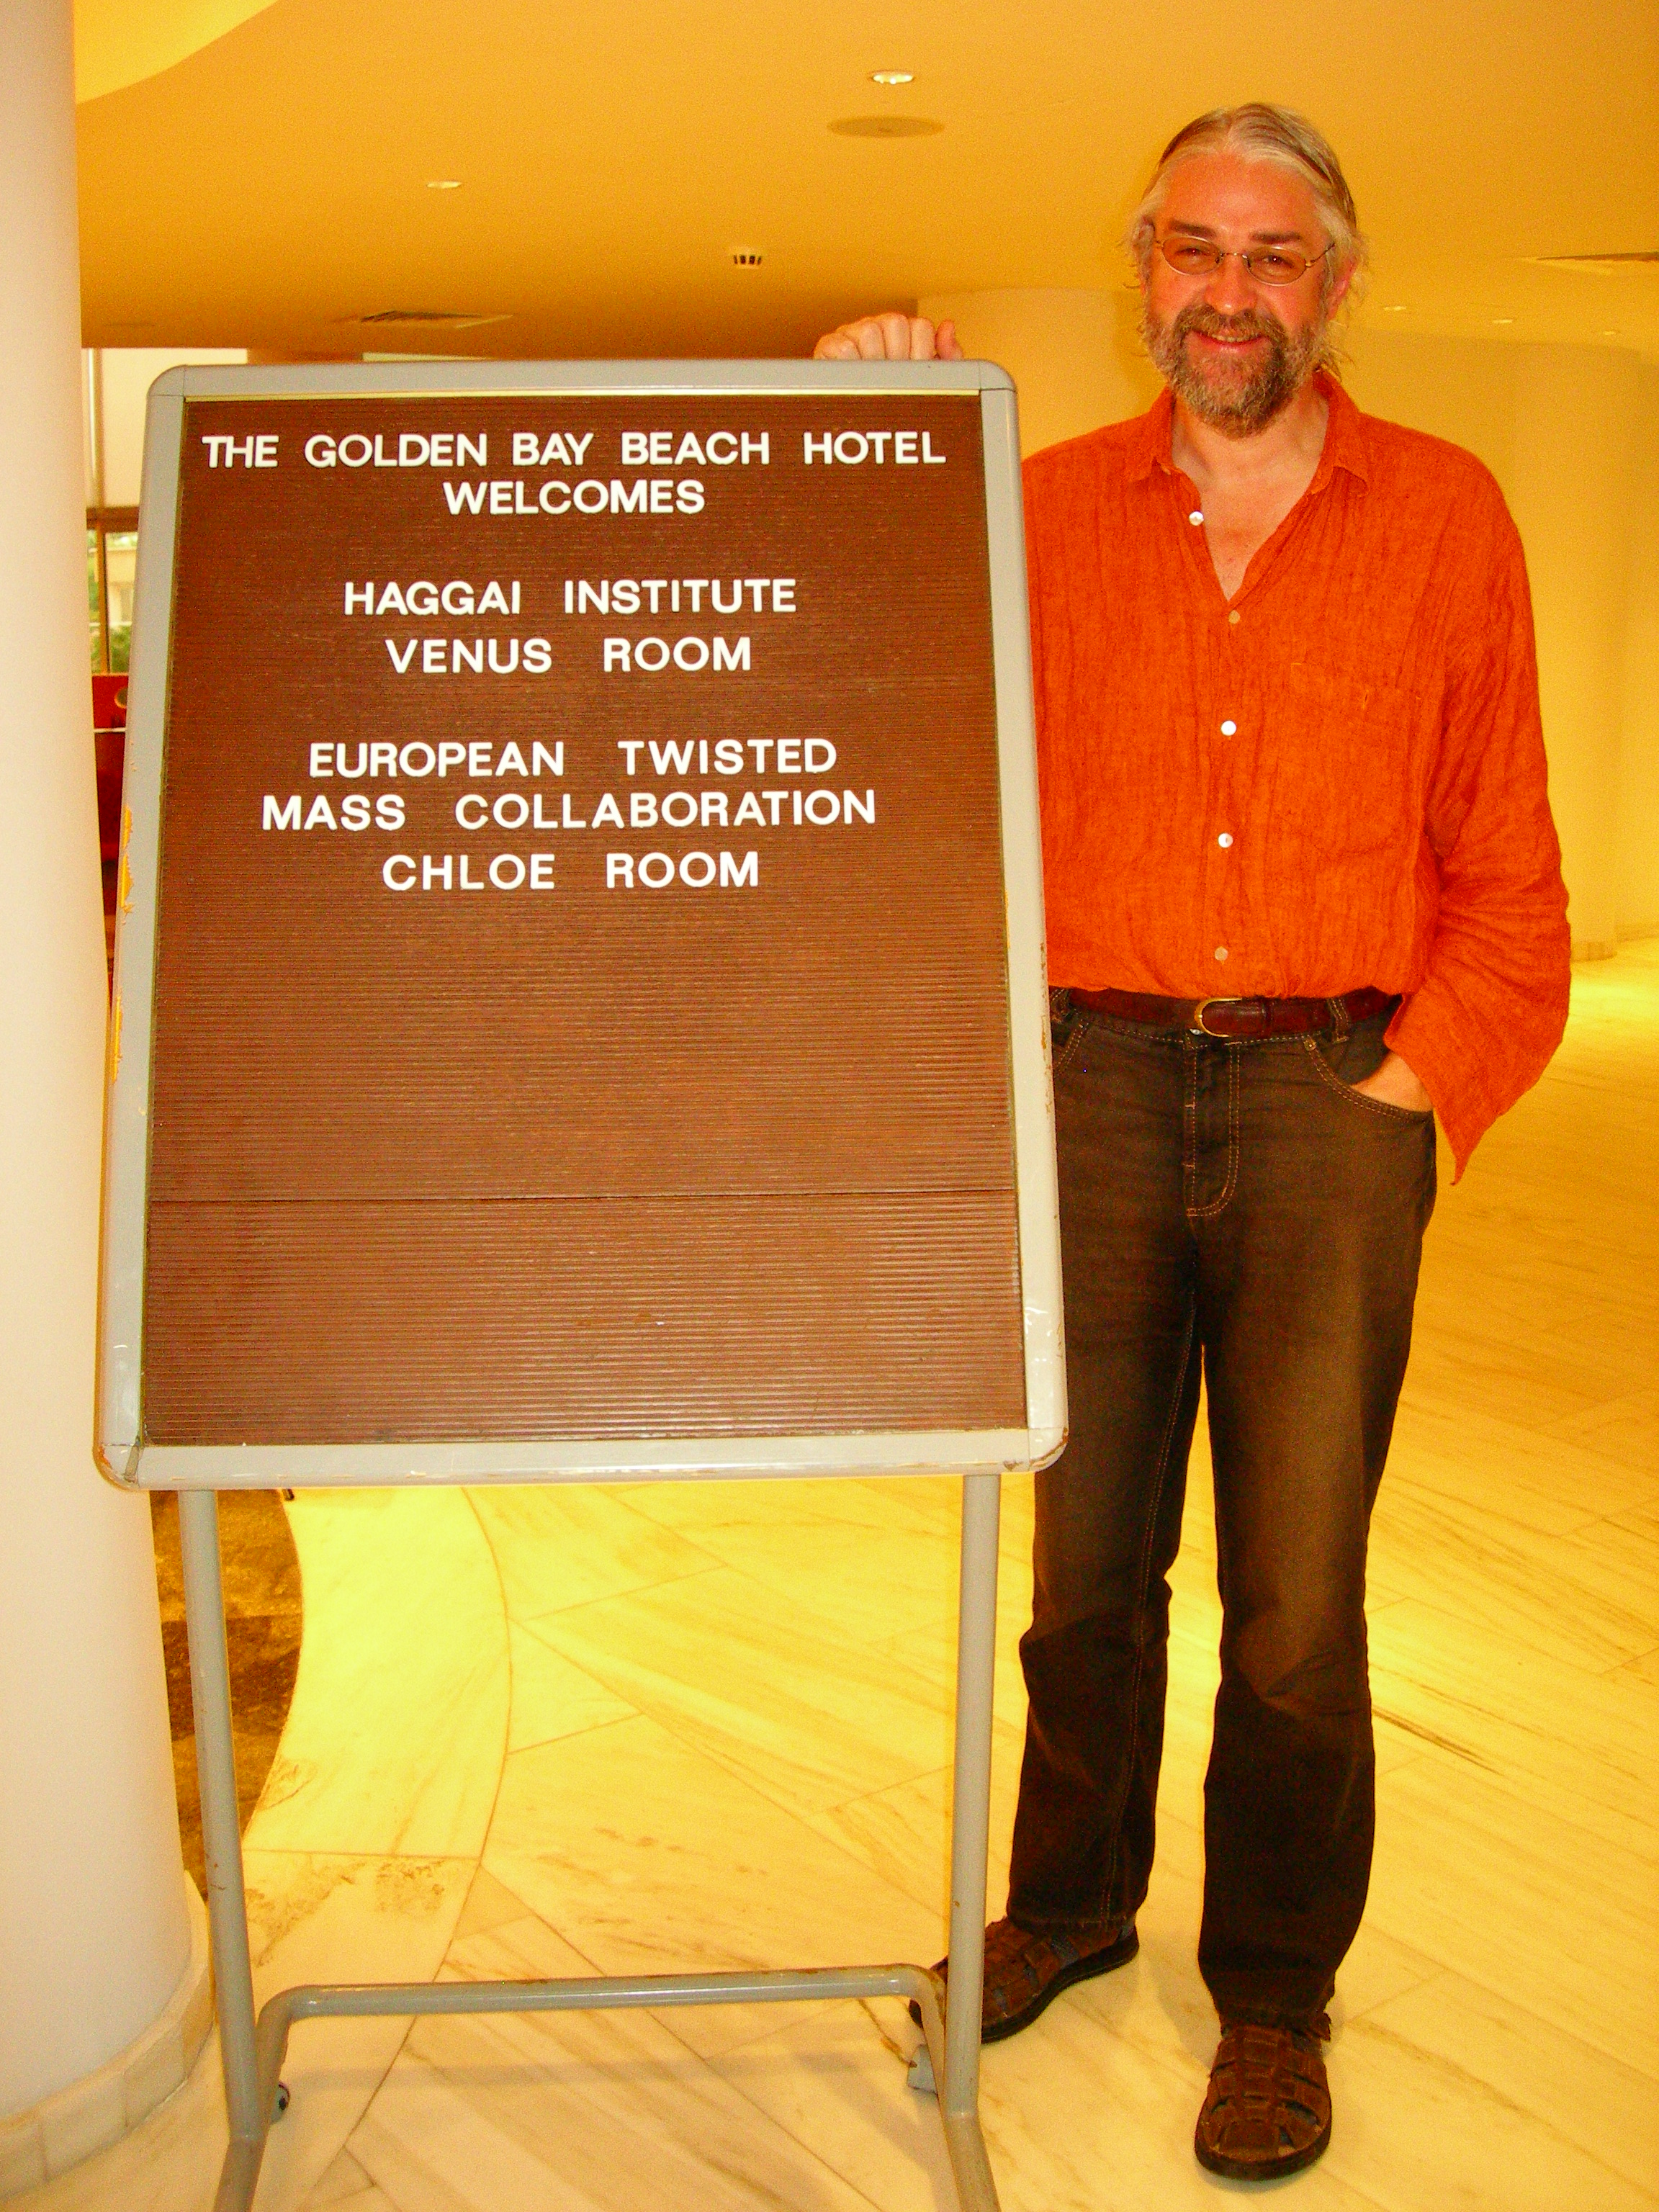 THE GOLDEN BAY BEACH HOTEL
WELCOMES
HAGGAI INSTITUTE
VENUS ROOM
EUROPEAN TWISTED
MASS COLLABORATION
CHLOE ROOM